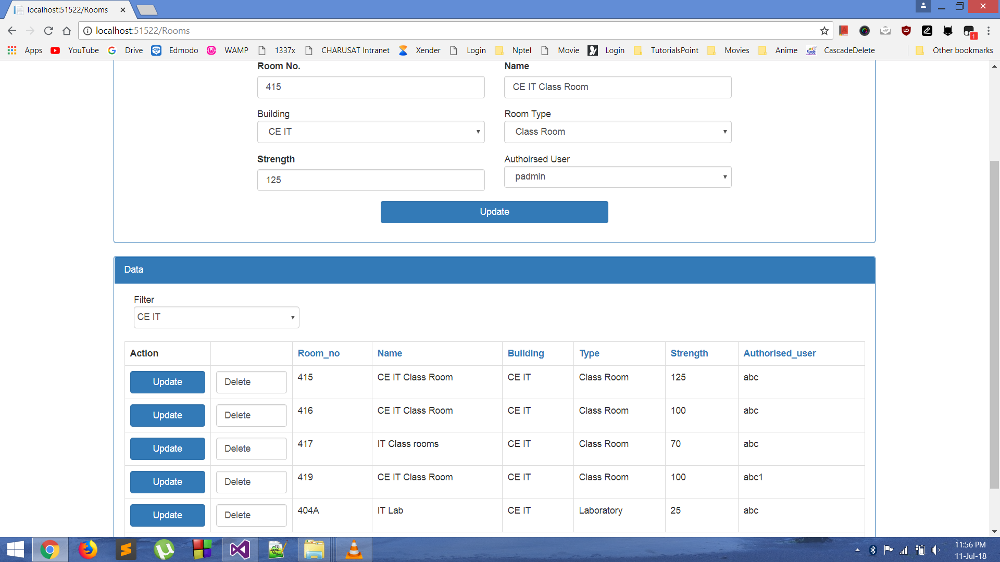 localhost:51522/Rooms
localhost:51522/Rooms
1
Apps YouTube Drive Edmodo WAMP 1337x CHARUSAT Intranet Xender Login Nptel Movie Login TutorialsPoint Movies Anime CascadeDelete Other bookmarks
Room No. Name
415 CE IT Class Room
Building Room Type
CE IT Class Room
Strength Authoirsed User
125 padmin
Update
Data
Filter
CE IT
Action Room_no Name Building Type Strength Authorised_user
Update Delete 415 CE IT Class Room CE IT Class Room 125 abc
Update Delete 416 CE IT Class Room CE IT Class Room 100 abc
Update Delete 417 IT Class rooms CE IT Class Room 70 abc
Update Delete 419 CE IT Class Room CE IT Class Room 100 abc1
Update Delete 404A IT Lab CE IT Laboratory 25 abc
11:56 PM
11-Jul-18